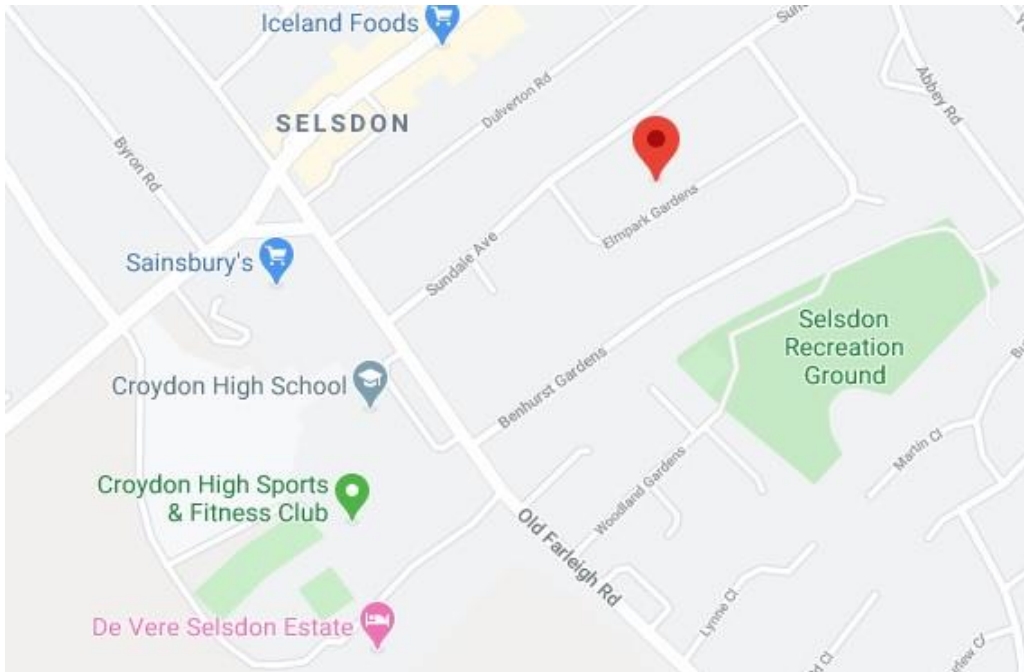 Iceland Foods
Sund
SELSDON
Dulverton Rd
Abbey Rd
Byron Rd
Elmpark Gardens
Sundale Ave
Sainsbury's
Selsdon
Recreation
Ground
Croydon High School
Benhurst Gardens
Martin Cl
Croydon High Sports
& Fitness Club
Woodland Gardens
Old Farleigh Rd
De Vere Selsdon Estate
Lynne Cl
d Cl